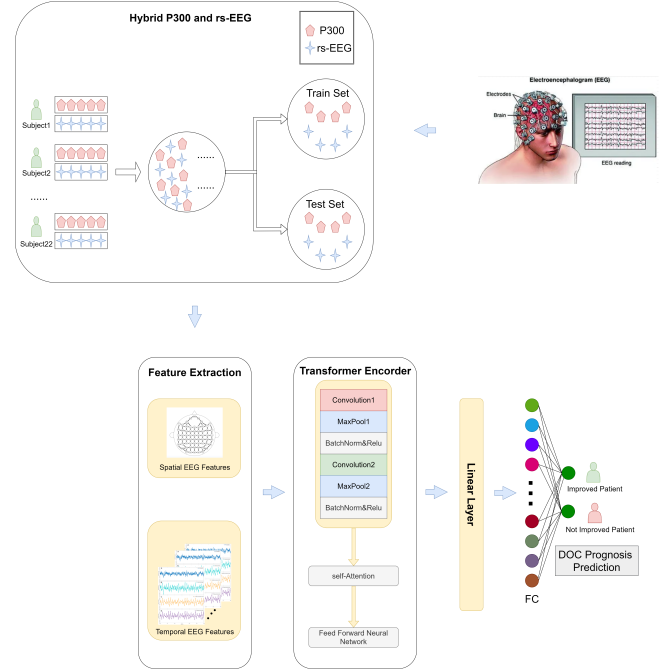 Hybrid P300 and rs-EEG
P300
rs-EEG
Subject1
Subject2
......
Subject22
......
......
Train Set
Test Set
Electroencephalogram (EEG)
Electrodes
Brain
EEG reading
Feature Extraction
Spatial EEG Features
Temporal EEG Features
Transformer Encorder
Convolution1
MaxPool1
BatchNorm&Relu
Convolution2
MaxPool2
BatchNorm&Relu
self-Attention
Feed Forward Neural
Network
Linear Layer
FC
Improved Patient
Not Improved Patient
DOC Prognosis
Prediction